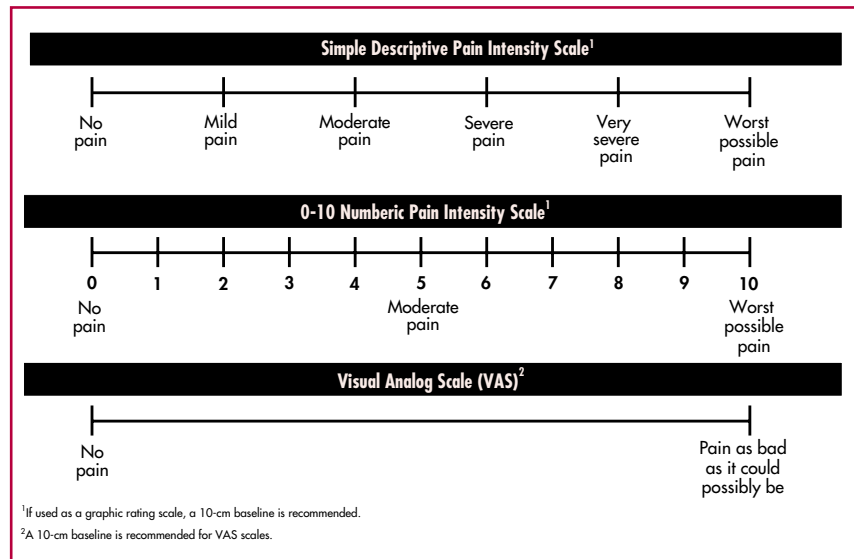 Simple Descriptive Pain Intensity Scale1
No pain Mild pain Moderate pain Severe pain Very severe pain Worst possible pain
0-10 Numberic Pain Intensity Scale1
0 1 2 3 4 5 6 7 8 9 10
No pain Moderate pain Worst possible pain
Visual Analog Scale (VAS)2
No pain Pain as bad as it could possibly be
1If used as a graphic rating scale, a 10-cm baseline is recommended.
2A 10-cm baseline is recommended for VAS scales.